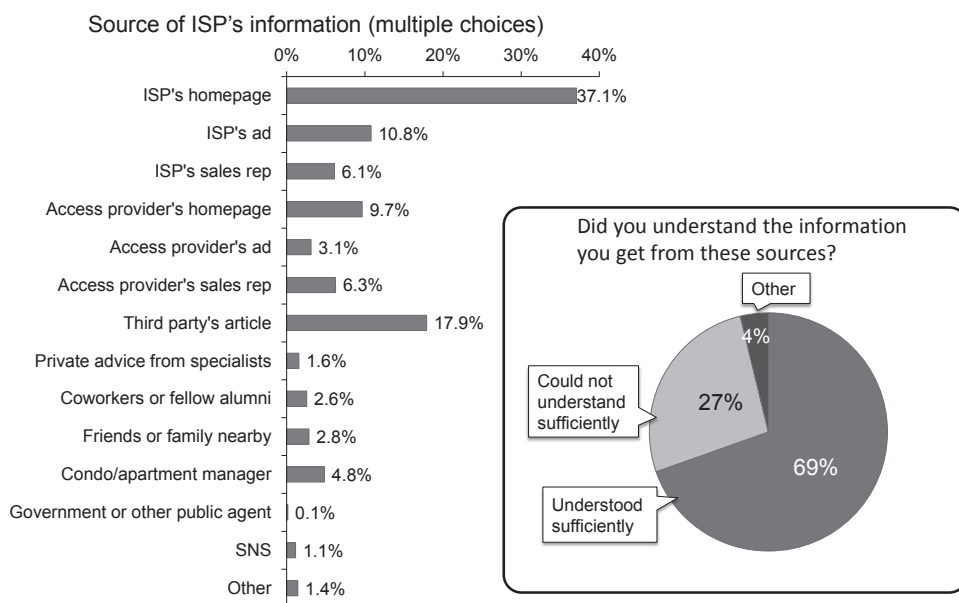 Source of ISP's information (multiple choices)
0% 10% 20% 30% 40%
ISP's homepage 37.1%
ISP's ad 10.8%
ISP's sales rep 6.1%
Access provider's homepage 9.7%
Access provider's ad 3.1%
Access provider's sales rep 6.3%
Third party's article 17.9%
Private advice from specialists 1.6%
Coworkers or fellow alumni 2.6%
Friends or family nearby 2.8%
Condo/apartment manager 4.8%
Government or other public agent 0.1%
SNS 1.1%
Other 1.4%
Did you understand the information
you get from these sources?
Other
4%
Could not
understand
sufficiently
27%
69%
Understood
sufficiently